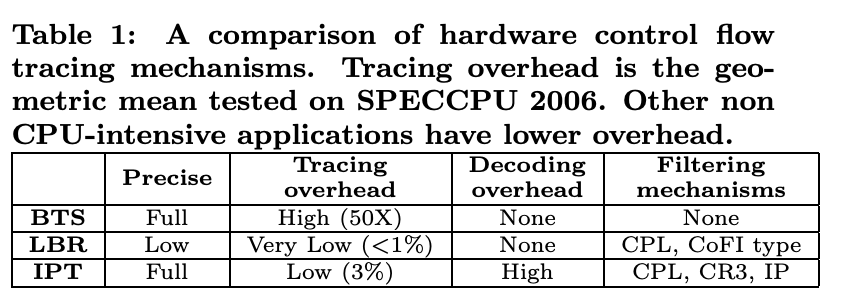 Table 1: A comparison of hardware control flow
tracing mechanisms. Tracing overhead is the geo-
metric mean tested on SPECCPU 2006. Other non
CPU-intensive applications have lower overhead.
Precise Tracing overhead Decoding overhead Filtering mechanisms
BTS Full High (50X) None None
LBR Low Very Low (<1%) None CPL, CoFI type
IPT Full Low (3%) High CPL, CR3, IP